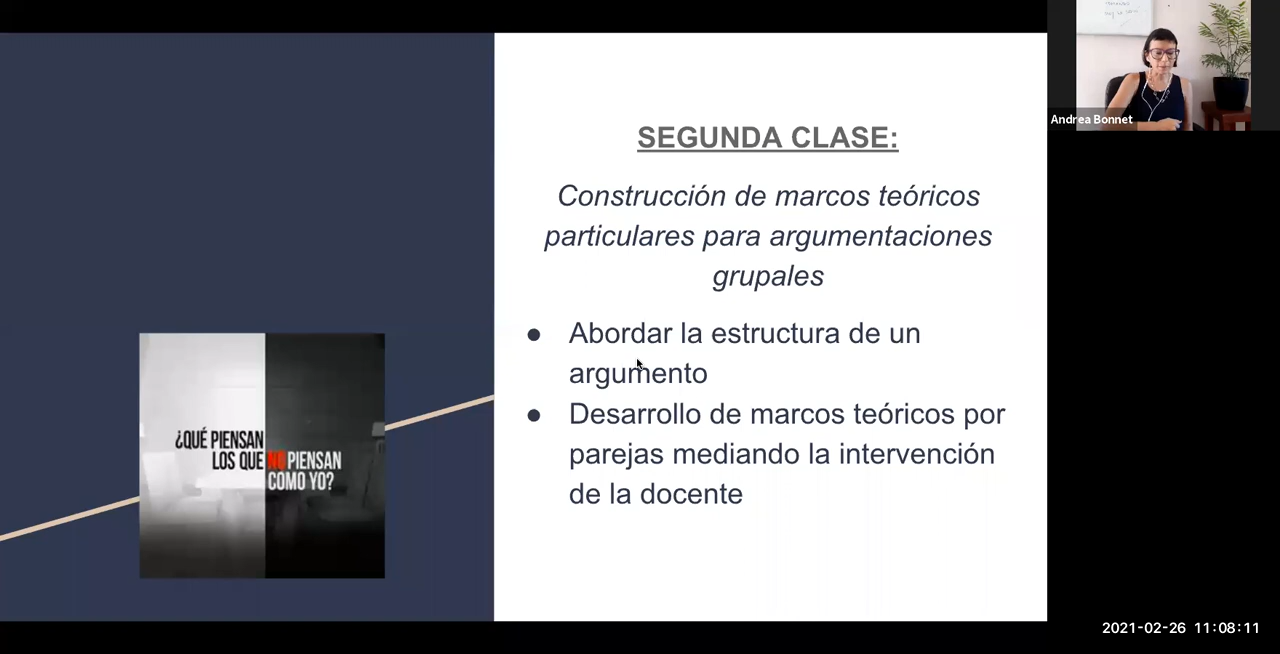 SEGUNDA CLASE:
Construcción de marcos teóricos
particulares para argumentaciones
grupales
● Abordar la estructura de un
argumento
● Desarrollo de marcos teóricos por
parejas mediando la intervención
de la docente
¿QUÉ PIENSAN
LOS QUE
NO PIENSAN
COMO YO?
Andrea Bonnet
2021-02-26 11:08:11